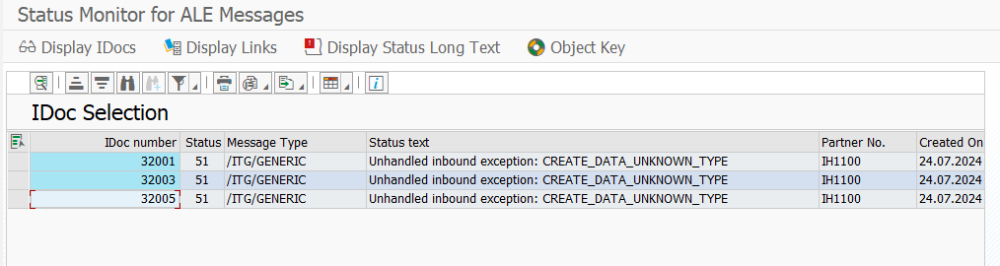 Status Monitor for ALE Messages
Display IDocs Display Links Display Status Long Text Object Key
IDoc Selection
IDoc number Status Message Type Status text Partner No. Created On
32001 51 /ITG/GENERIC Unhandled inbound exception: CREATE_DATA_UNKNOWN_TYPE IH1100 24.07.2024
32003 51 /ITG/GENERIC Unhandled inbound exception: CREATE_DATA_UNKNOWN_TYPE IH1100 24.07.2024
32005 51 /ITG/GENERIC Unhandled inbound exception: CREATE_DATA_UNKNOWN_TYPE IH1100 24.07.2024